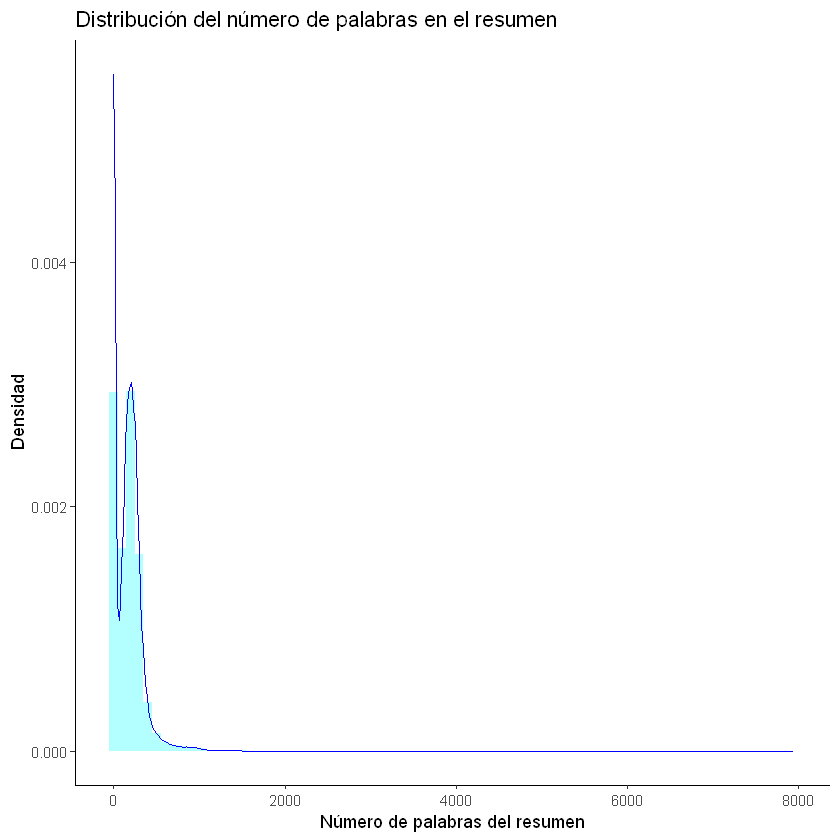 Distribución del número de palabras en el resumen
0.004
0.002
0.000
Densidad
0
2000
4000
6000
8000
Número de palabras del resumen